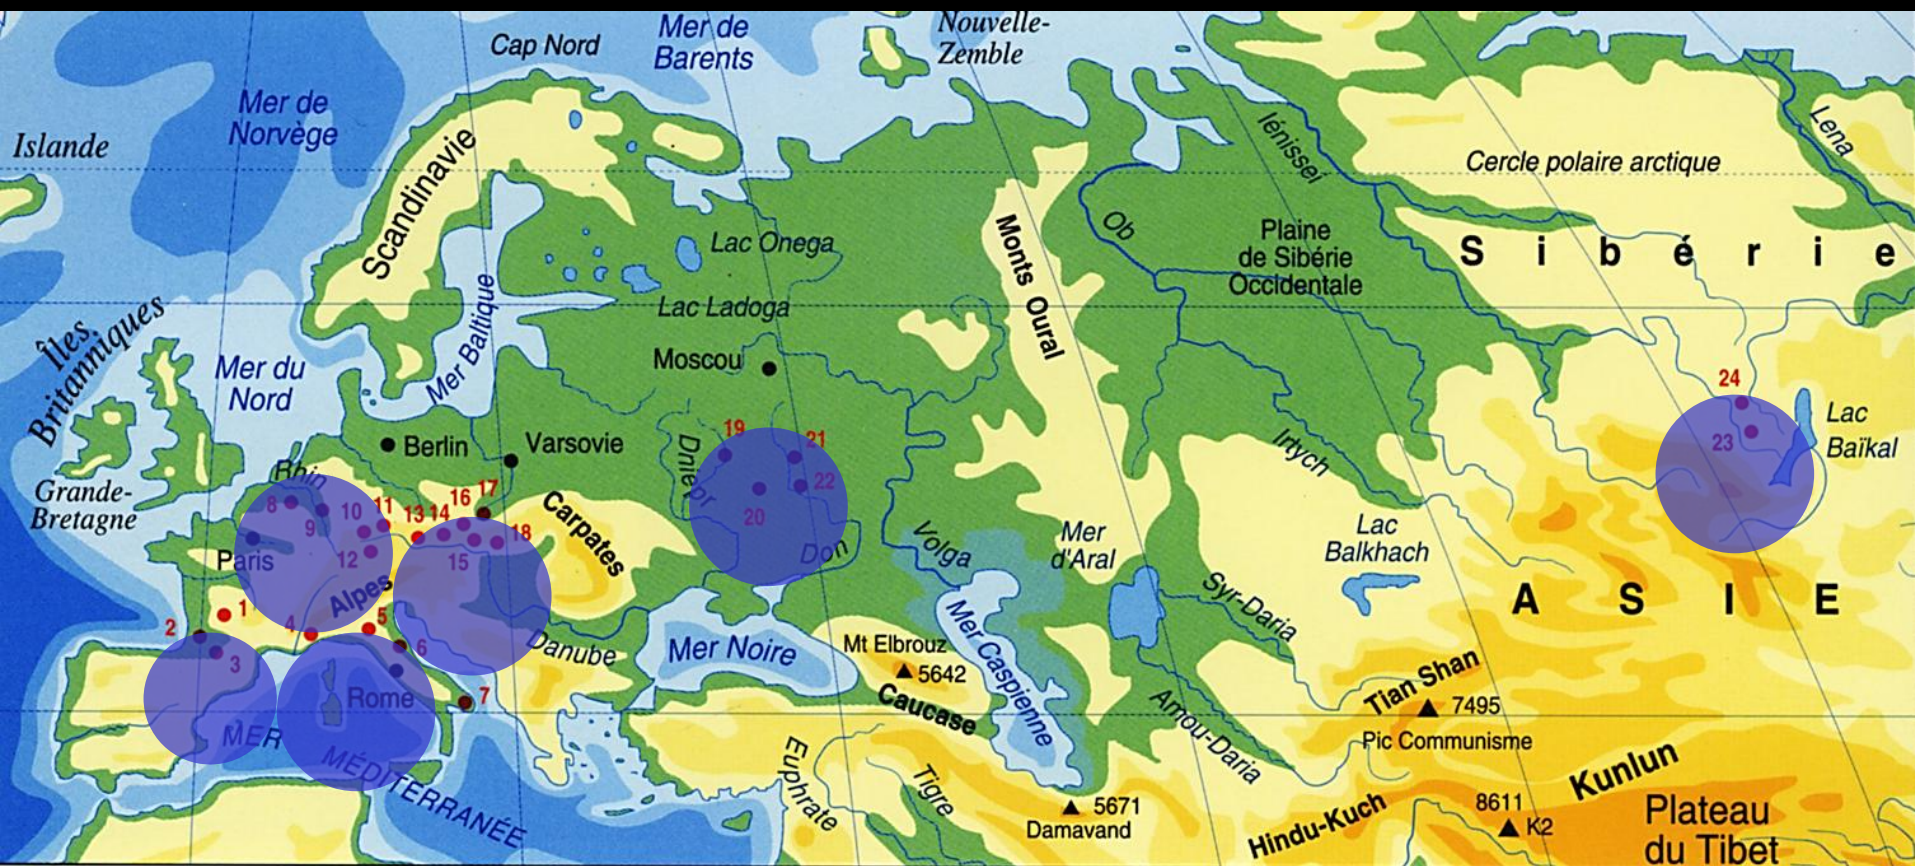 Cap Nord
Mer de
Barents
Nouvelle-
Zemble
Mer de
Norvège
Islande
Scandinavie
Iénisseï
Lena
Cercle polaire arctique
Monts Oural
Ob
Plaine
de Sibérie
Occidentale
Sibérie
Lac Onega
Lac Ladoga
Mer Baltique
Îles
Britanniques
Mer du
Nord
Moscou
Berlin
Varsovie
Grande-
Bretagne
Rhin
Paris
Dniepr
Carpates
Alpes
Danube
Don
Volga
Mer
d'Aral
Irtych
Lac
Balkhach
Lac
Baïkal
Syr-Daria
ASIE
Mer Noire
Mt Elbrouz
5642
Caucase
Mer Caspienne
Amou-Daria
Tian Shan
7495
Pic Communisme
Rome
MER
MÉDITERRANÉE
Euphrate
Tigre
5671
Damavand
Hindu-Kuch
8611
K2
Kunlun
Plateau
du Tibet
1
2
3
4
5
6
7
8
9
10
11
12
13
14
15
16
17
18
19
20
21
22
23
24